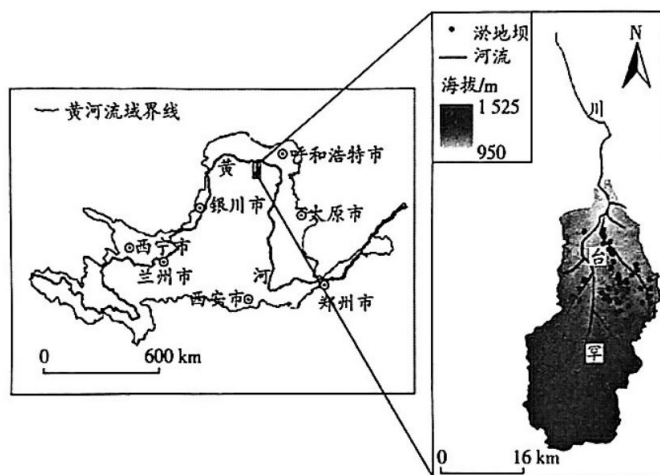 黄河流域界线
黄
呼和浩特市
银川市
太原市
西宁市
兰州市
河
西安市
郑州市
0 600 km
淤地坝
河流
海拔/m
1 525
950
N
川
台
罕
0 16 km